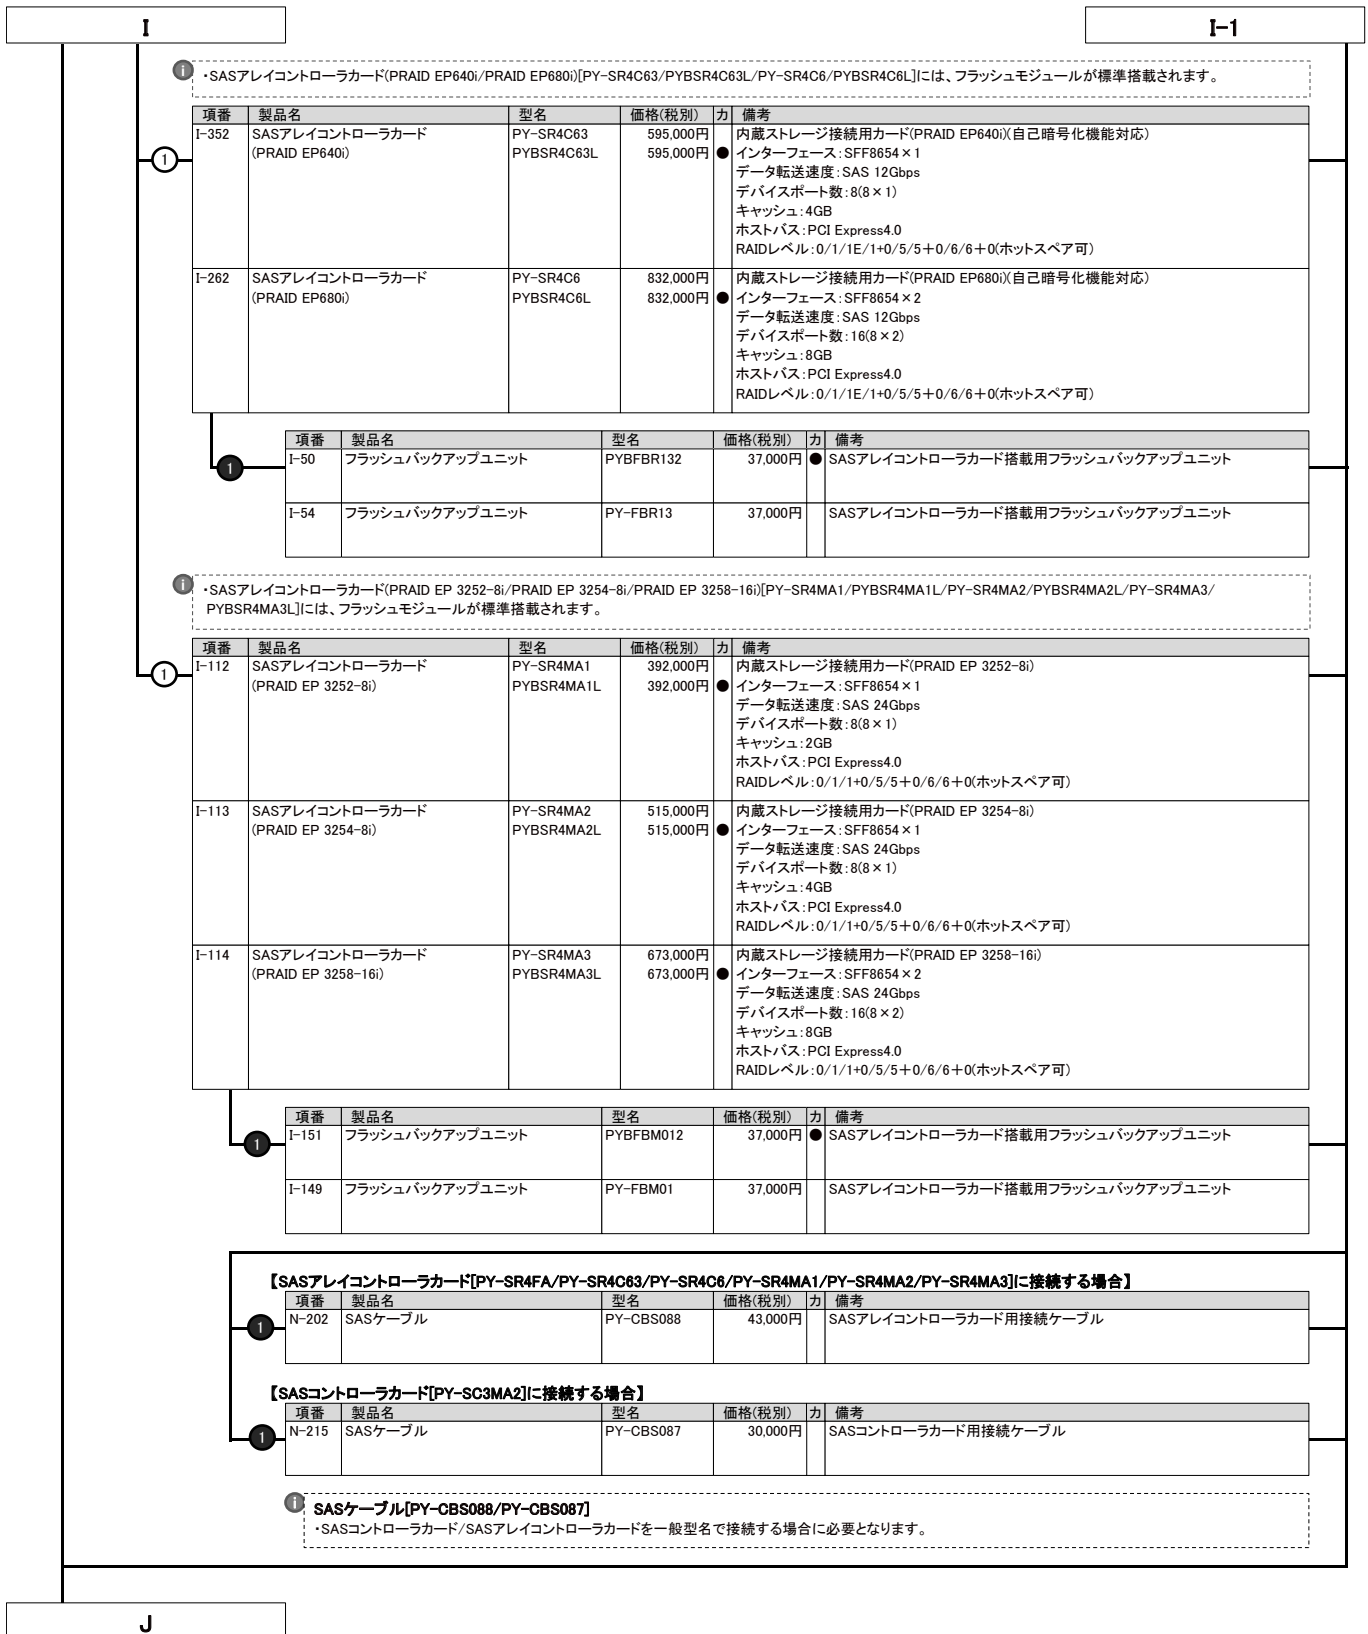 I
I-1
・SASアレイコントローラカード(PRAID EP640i/PRAID EP680i)[PY-SR4C63/PYBSR4C63L/PY-SR4C6/PYBSR4C6L]には、フラッシュモジュールが標準搭載されます。
項番 製品名 型名 価格(税別) カ 備考
I-352 SASアレイコントローラカード PY-SR4C63 595,000円 内蔵ストレージ接続用カード(PRAID EP640i)(自己暗号化機能対応)
(PRAID EP640i) PYBSR4C63L 595,000円 ● インターフェース:SFF8654×1
データ転送速度:SAS 12Gbps
デバイスポート数:8(8×1)
キャッシュ:4GB
ホストバス:PCI Express4.0
RAIDレベル:0/1/1E/1+0/5/5+0/6/6+0(ホットスペア可)
I-262 SASアレイコントローラカード PY-SR4C6 832,000円 内蔵ストレージ接続用カード(PRAID EP680i)(自己暗号化機能対応)
(PRAID EP680i) PYBSR4C6L 832,000円 ● インターフェース:SFF8654×2
データ転送速度:SAS 12Gbps
デバイスポート数:16(8×2)
キャッシュ:8GB
ホストバス:PCI Express4.0
RAIDレベル:0/1/1E/1+0/5/5+0/6/6+0(ホットスペア可)
1
項番 製品名 型名 価格(税別) カ 備考
I-50 フラッシュバックアップユニット PYBFBR132 37,000円 ● SASアレイコントローラカード搭載用フラッシュバックアップユニット
1
I-54 フラッシュバックアップユニット PY-FBR13 37,000円 SASアレイコントローラカード搭載用フラッシュバックアップユニット
・SASアレイコントローラカード(PRAID EP 3252-8i/PRAID EP 3254-8i/PRAID EP 3258-16i)[PY-SR4MA1/PYBSR4MA1L/PY-SR4MA2/PYBSR4MA2L/PY-SR4MA3/
PYBSR4MA3L]には、フラッシュモジュールが標準搭載されます。
項番 製品名 型名 価格(税別) カ 備考
I-112 SASアレイコントローラカード PY-SR4MA1 392,000円 内蔵ストレージ接続用カード(PRAID EP 3252-8i)
1
(PRAID EP 3252-8i) PYBSR4MA1L 392,000円 ● インターフェース:SFF8654×1
データ転送速度:SAS 24Gbps
デバイスポート数:8(8×1)
キャッシュ:2GB
ホストバス:PCI Express4.0
RAIDレベル:0/1/1+0/5/5+0/6/6+0(ホットスペア可)
I-113 SASアレイコントローラカード PY-SR4MA2 515,000円 内蔵ストレージ接続用カード(PRAID EP 3254-8i)
(PRAID EP 3254-8i) PYBSR4MA2L 515,000円 ● インターフェース:SFF8654×1
データ転送速度:SAS 24Gbps
デバイスポート数:8(8×1)
キャッシュ:4GB
ホストバス:PCI Express4.0
RAIDレベル:0/1/1+0/5/5+0/6/6+0(ホットスペア可)
I-114 SASアレイコントローラカード PY-SR4MA3 673,000円 内蔵ストレージ接続用カード(PRAID EP 3258-16i)
(PRAID EP 3258-16i) PYBSR4MA3L 673,000円 ● インターフェース:SFF8654×2
データ転送速度:SAS 24Gbps
デバイスポート数:16(8×2)
キャッシュ:8GB
ホストバス:PCI Express4.0
RAIDレベル:0/1/1+0/5/5+0/6/6+0(ホットスペア可)
項番 製品名 型名 価格(税別) カ 備考
I-151 フラッシュバックアップユニット PYBFBM012 37,000円 ● SASアレイコントローラカード搭載用フラッシュバックアップユニット
1
I-149 フラッシュバックアップユニット PY-FBM01 37,000円 SASアレイコントローラカード搭載用フラッシュバックアップユニット
【SASアレイコントローラカード[PY-SR4FA/PY-SR4C63/PY-SR4C6/PY-SR4MA1/PY-SR4MA2/PY-SR4MA3]に接続する場合】
項番 製品名 型名 価格(税別) カ 備考
N-202 SASケーブル PY-CBS088 43,000円 SASアレイコントローラカード用接続ケーブル
1
【SASコントローラカード[PY-SC3MA2]に接続する場合】
項番 製品名 型名 価格(税別) カ 備考
N-215 SASケーブル PY-CBS087 30,000円 SASコントローラカード用接続ケーブル
1
SASケーブル[PY-CBS088/PY-CBS087]
・SASコントローラカード/SASアレイコントローラカードを一般型名で接続する場合に必要となります。
J